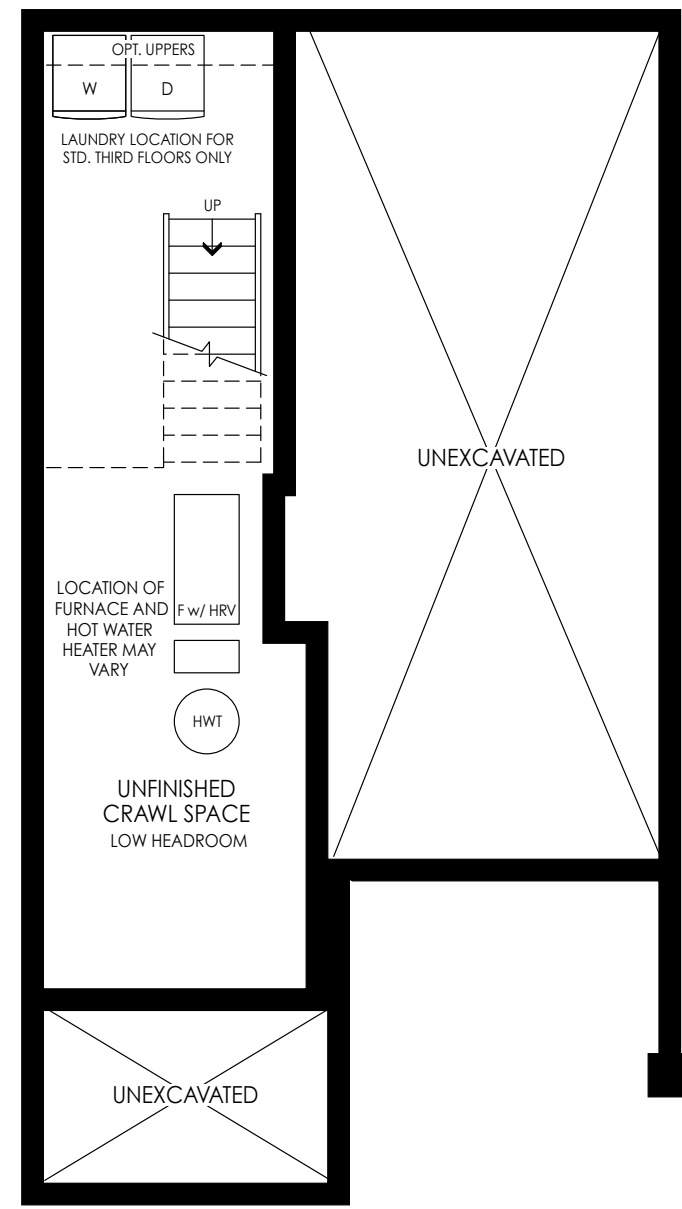 OPT. UPPERS
W
D
LAUNDRY LOCATION FOR
STD. THIRD FLOORS ONLY
UP
UNEXCAVATED
LOCATION OF
FURNACE AND
HOT WATER
HEATER MAY
VARY
F w/ HRV
HWT
UNFINISHED
CRAWL SPACE
LOW HEADROOM
UNEXCAVATED